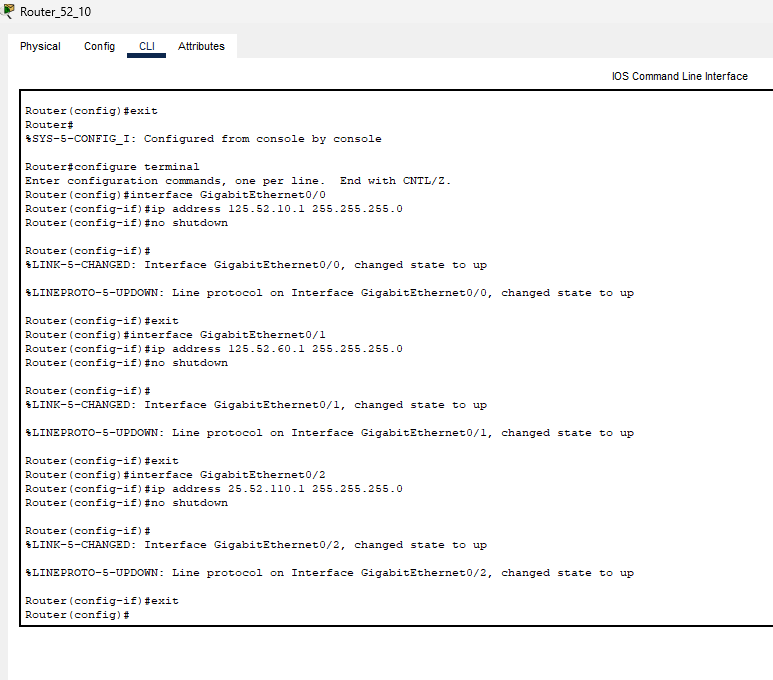 Router_52_10
Physical Config CLI Attributes
IOS Command Line Interface
Router(config)#exit
Router#
%SYS-5-CONFIG_I: Configured from console by console
Router#configure terminal
Enter configuration commands, one per line.  End with CNTL/Z.
Router(config)#interface GigabitEthernet0/0
Router(config-if)#ip address 125.52.10.1 255.255.255.0
Router(config-if)#no shutdown
Router(config-if)#
%LINK-5-CHANGED: Interface GigabitEthernet0/0, changed state to up
%LINEPROTO-5-UPDOWN: Line protocol on Interface GigabitEthernet0/0, changed state to up
Router(config-if)#exit
Router(config)#interface GigabitEthernet0/1
Router(config-if)#ip address 125.52.60.1 255.255.255.0
Router(config-if)#no shutdown
Router(config-if)#
%LINK-5-CHANGED: Interface GigabitEthernet0/1, changed state to up
%LINEPROTO-5-UPDOWN: Line protocol on Interface GigabitEthernet0/1, changed state to up
Router(config-if)#exit
Router(config)#interface GigabitEthernet0/2
Router(config-if)#ip address 25.52.110.1 255.255.255.0
Router(config-if)#no shutdown
Router(config-if)#
%LINK-5-CHANGED: Interface GigabitEthernet0/2, changed state to up
%LINEPROTO-5-UPDOWN: Line protocol on Interface GigabitEthernet0/2, changed state to up
Router(config-if)#exit
Router(config)#